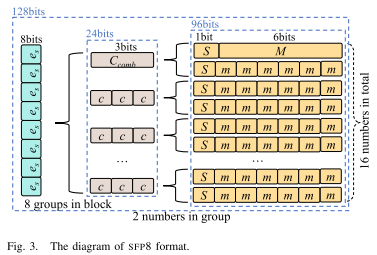 128bits
24bits
96bits
8bits
3bits
1bit
6bits
e_s
C_comb
S M
e_s
S m m m m m m
e_s
c c c
S m m m m m m
S m m m m m m
e_s
c c c
S m m m m m m
S m m m m m m
e_s
...
...
e_s
e_s
c c c
S m m m m m m
e_s
S m m m m m m
16 numbers in total
8 groups in block
2 numbers in group
Fig. 3. The diagram of SFP8 format.